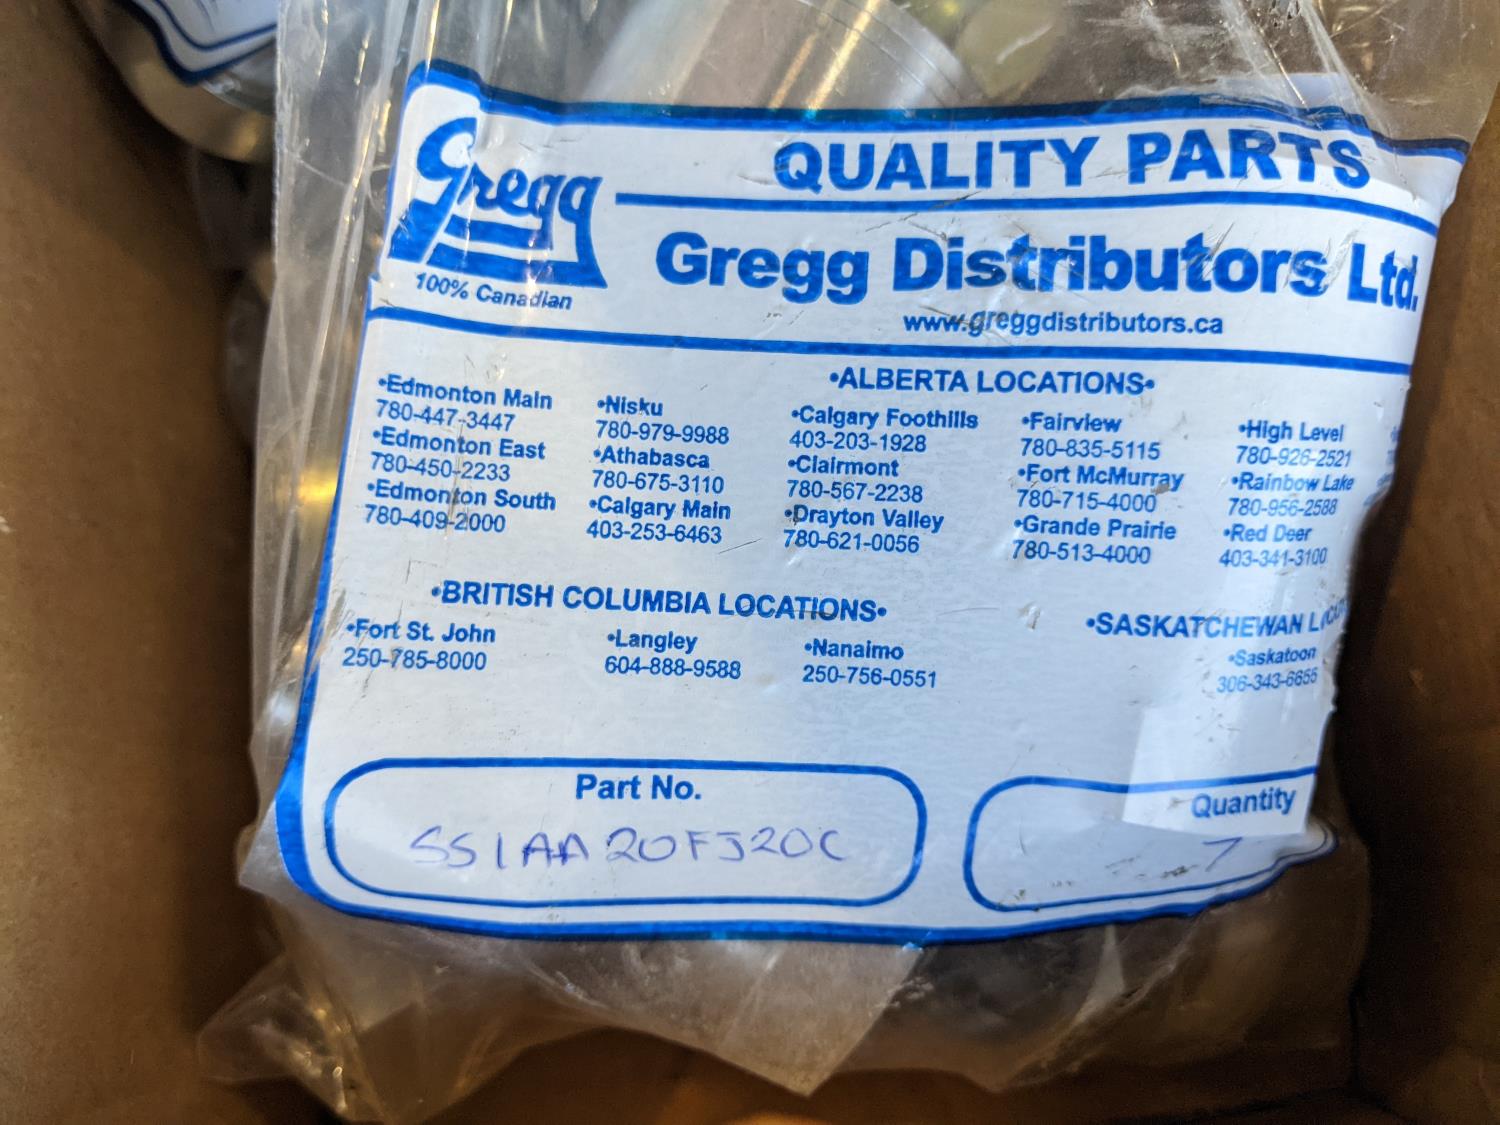 Gregg
100% Canadian
QUALITY PARTS
Gregg Distributors Ltd.
www.greggdistributors.ca
•ALBERTA LOCATIONS•
•Edmonton Main
780-447-3447
•Edmonton East
780-450-2233
•Edmonton South
780-409-2000
•Nisku
780-979-9988
•Athabasca
780-675-3110
•Calgary Main
403-253-6463
•Calgary Foothills
403-203-1928
•Clairmont
780-567-2238
•Drayton Valley
780-621-0056
•Fairview
780-835-5115
•Fort McMurray
780-715-4000
•Grande Prairie
780-513-4000
•High Level
780-926-2521
•Rainbow Lake
780-956-2588
•Red Deer
403-341-3100
•BRITISH COLUMBIA LOCATIONS•
•Fort St. John
250-785-8000
•Langley
604-888-9588
•Nanaimo
250-756-0551
•SASKATCHEWAN
•Saskatoon
306-343-6655
Part No.
SS1AA20FJ20C
Quantity
7